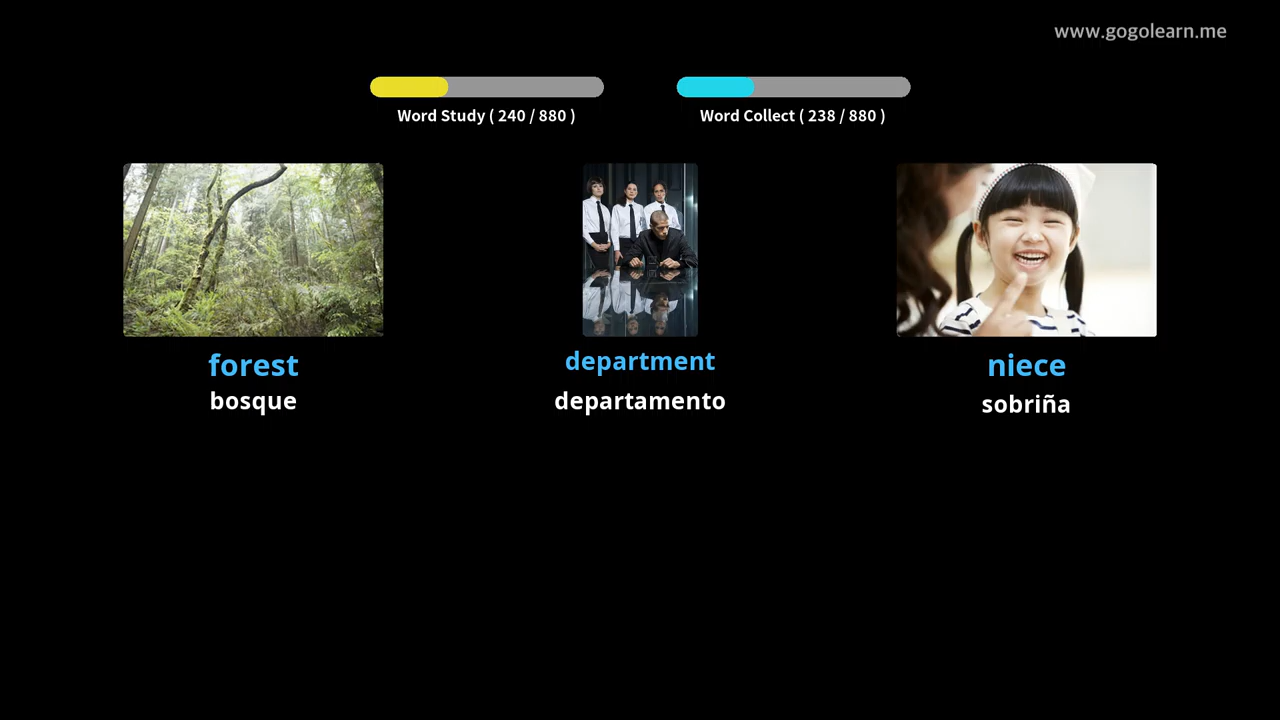 www.gogolearn.me
Word Study ( 240 / 880 )
Word Collect ( 238 / 880 )
forest
bosque
department
departamento
niece
sobriña